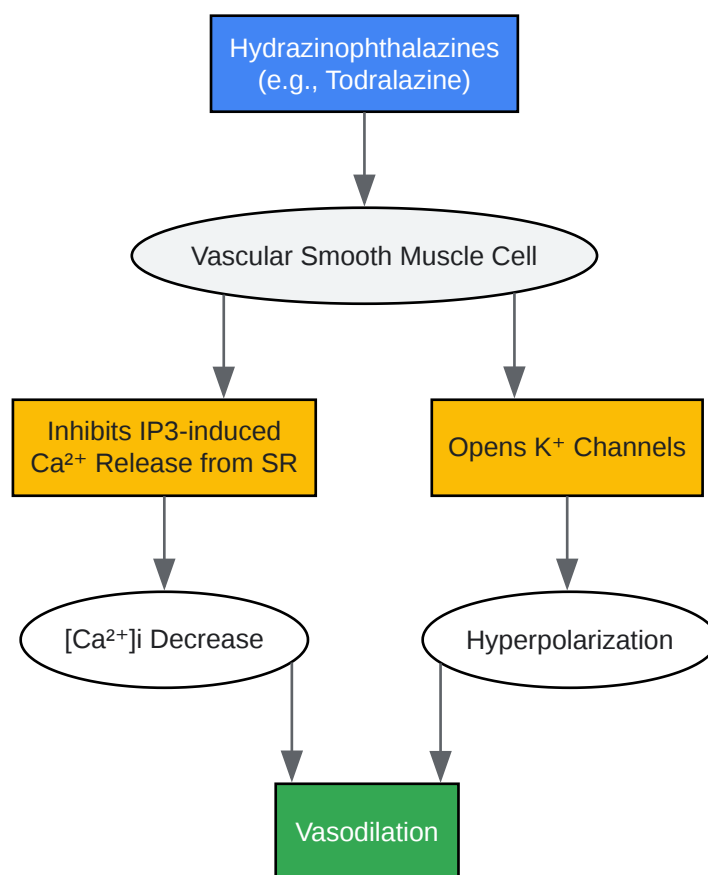 Hydrazinophthalazines
(e.g., Todralazine)
Vascular Smooth Muscle Cell
Inhibits IP3-induced
Ca²⁺ Release from SR
Opens K⁺ Channels
[Ca²⁺]i Decrease
Hyperpolarization
Vasodilation